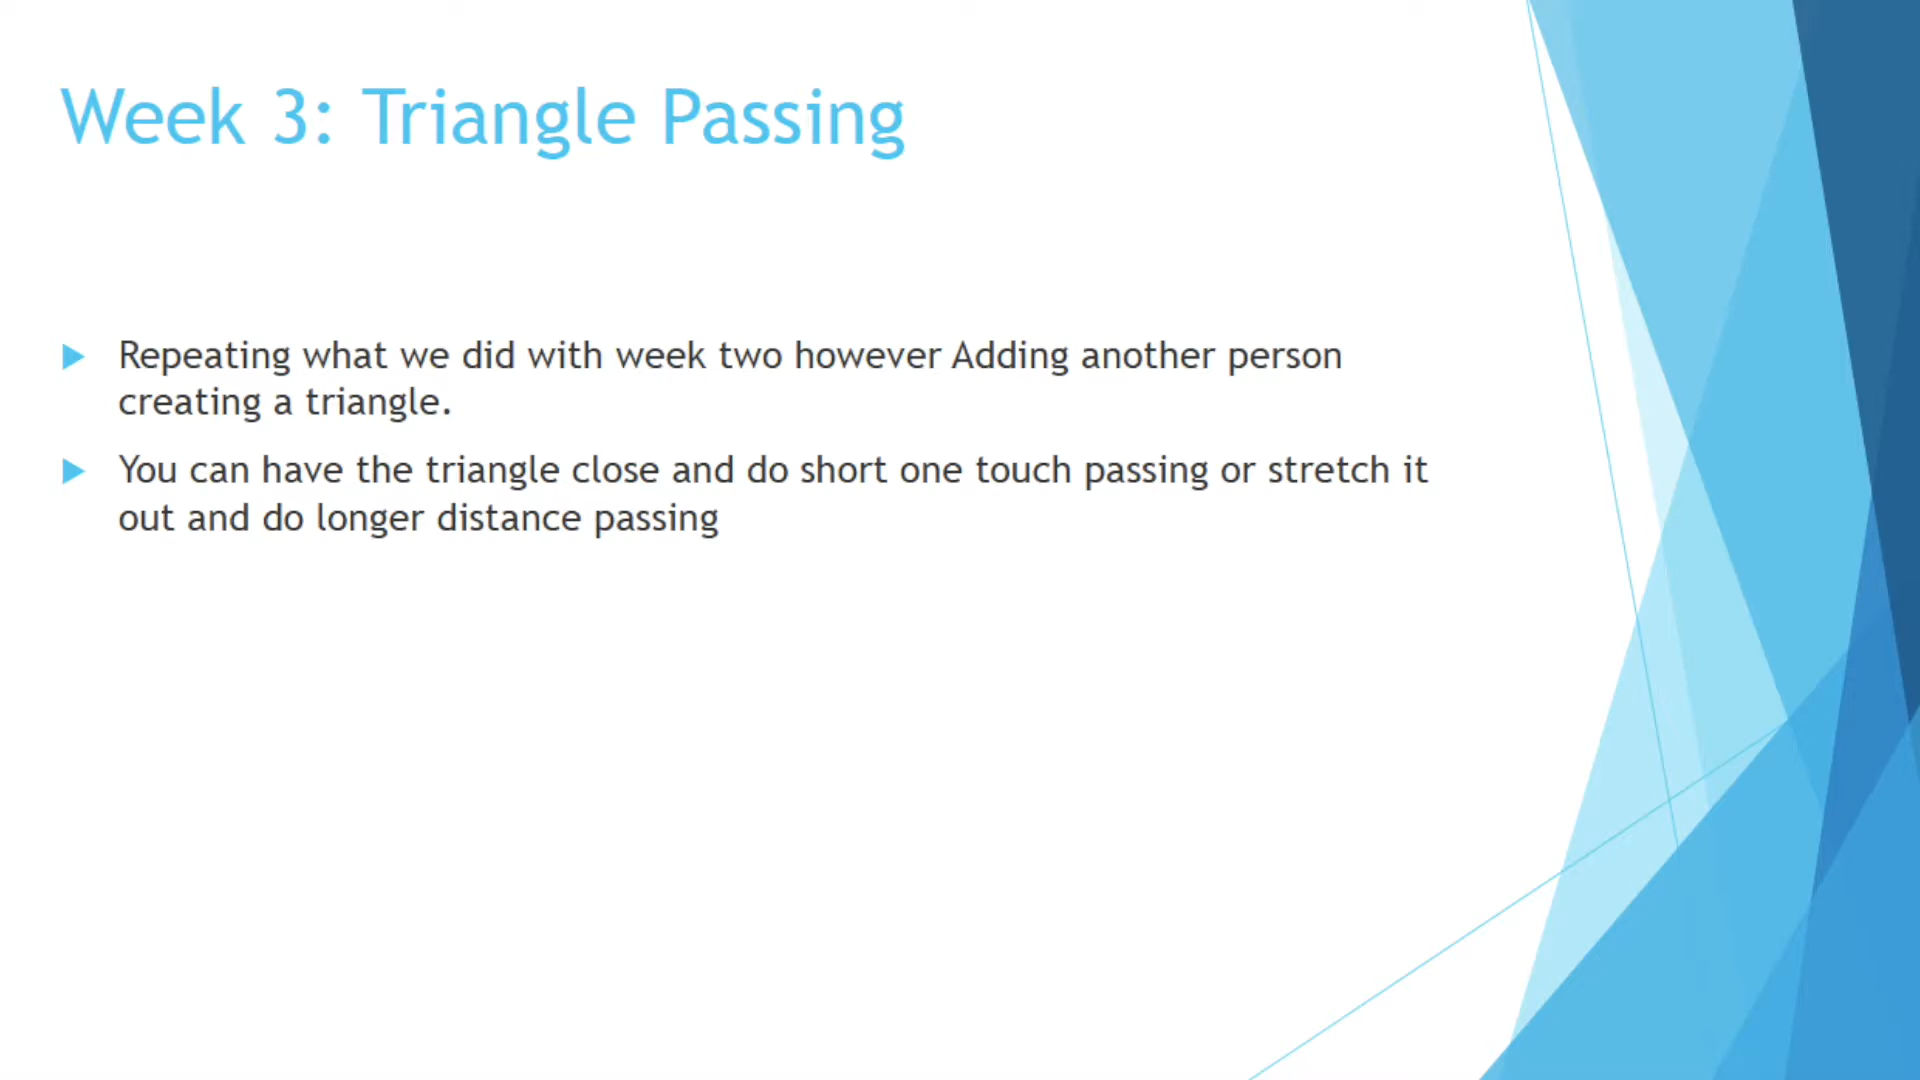 Week 3: Triangle Passing
Repeating what we did with week two however Adding another person
creating a triangle.
You can have the triangle close and do short one touch passing or stretch it
out and do longer distance passing